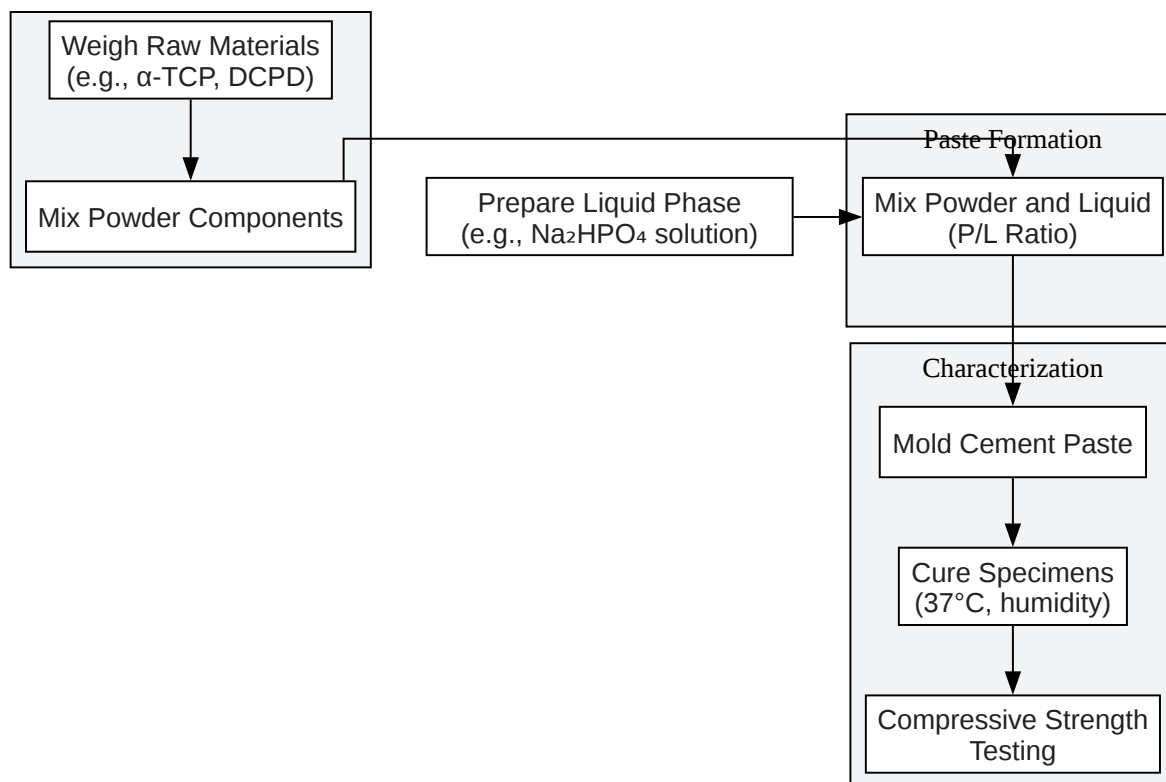 Weigh Raw Materials
(e.g., α-TCP, DCPD)
Mix Powder Components
Prepare Liquid Phase
(e.g., Na₂HPO₄ solution)
Paste Formation
Mix Powder and Liquid
(P/L Ratio)
Characterization
Mold Cement Paste
Cure Specimens
(37°C, humidity)
Compressive Strength
Testing